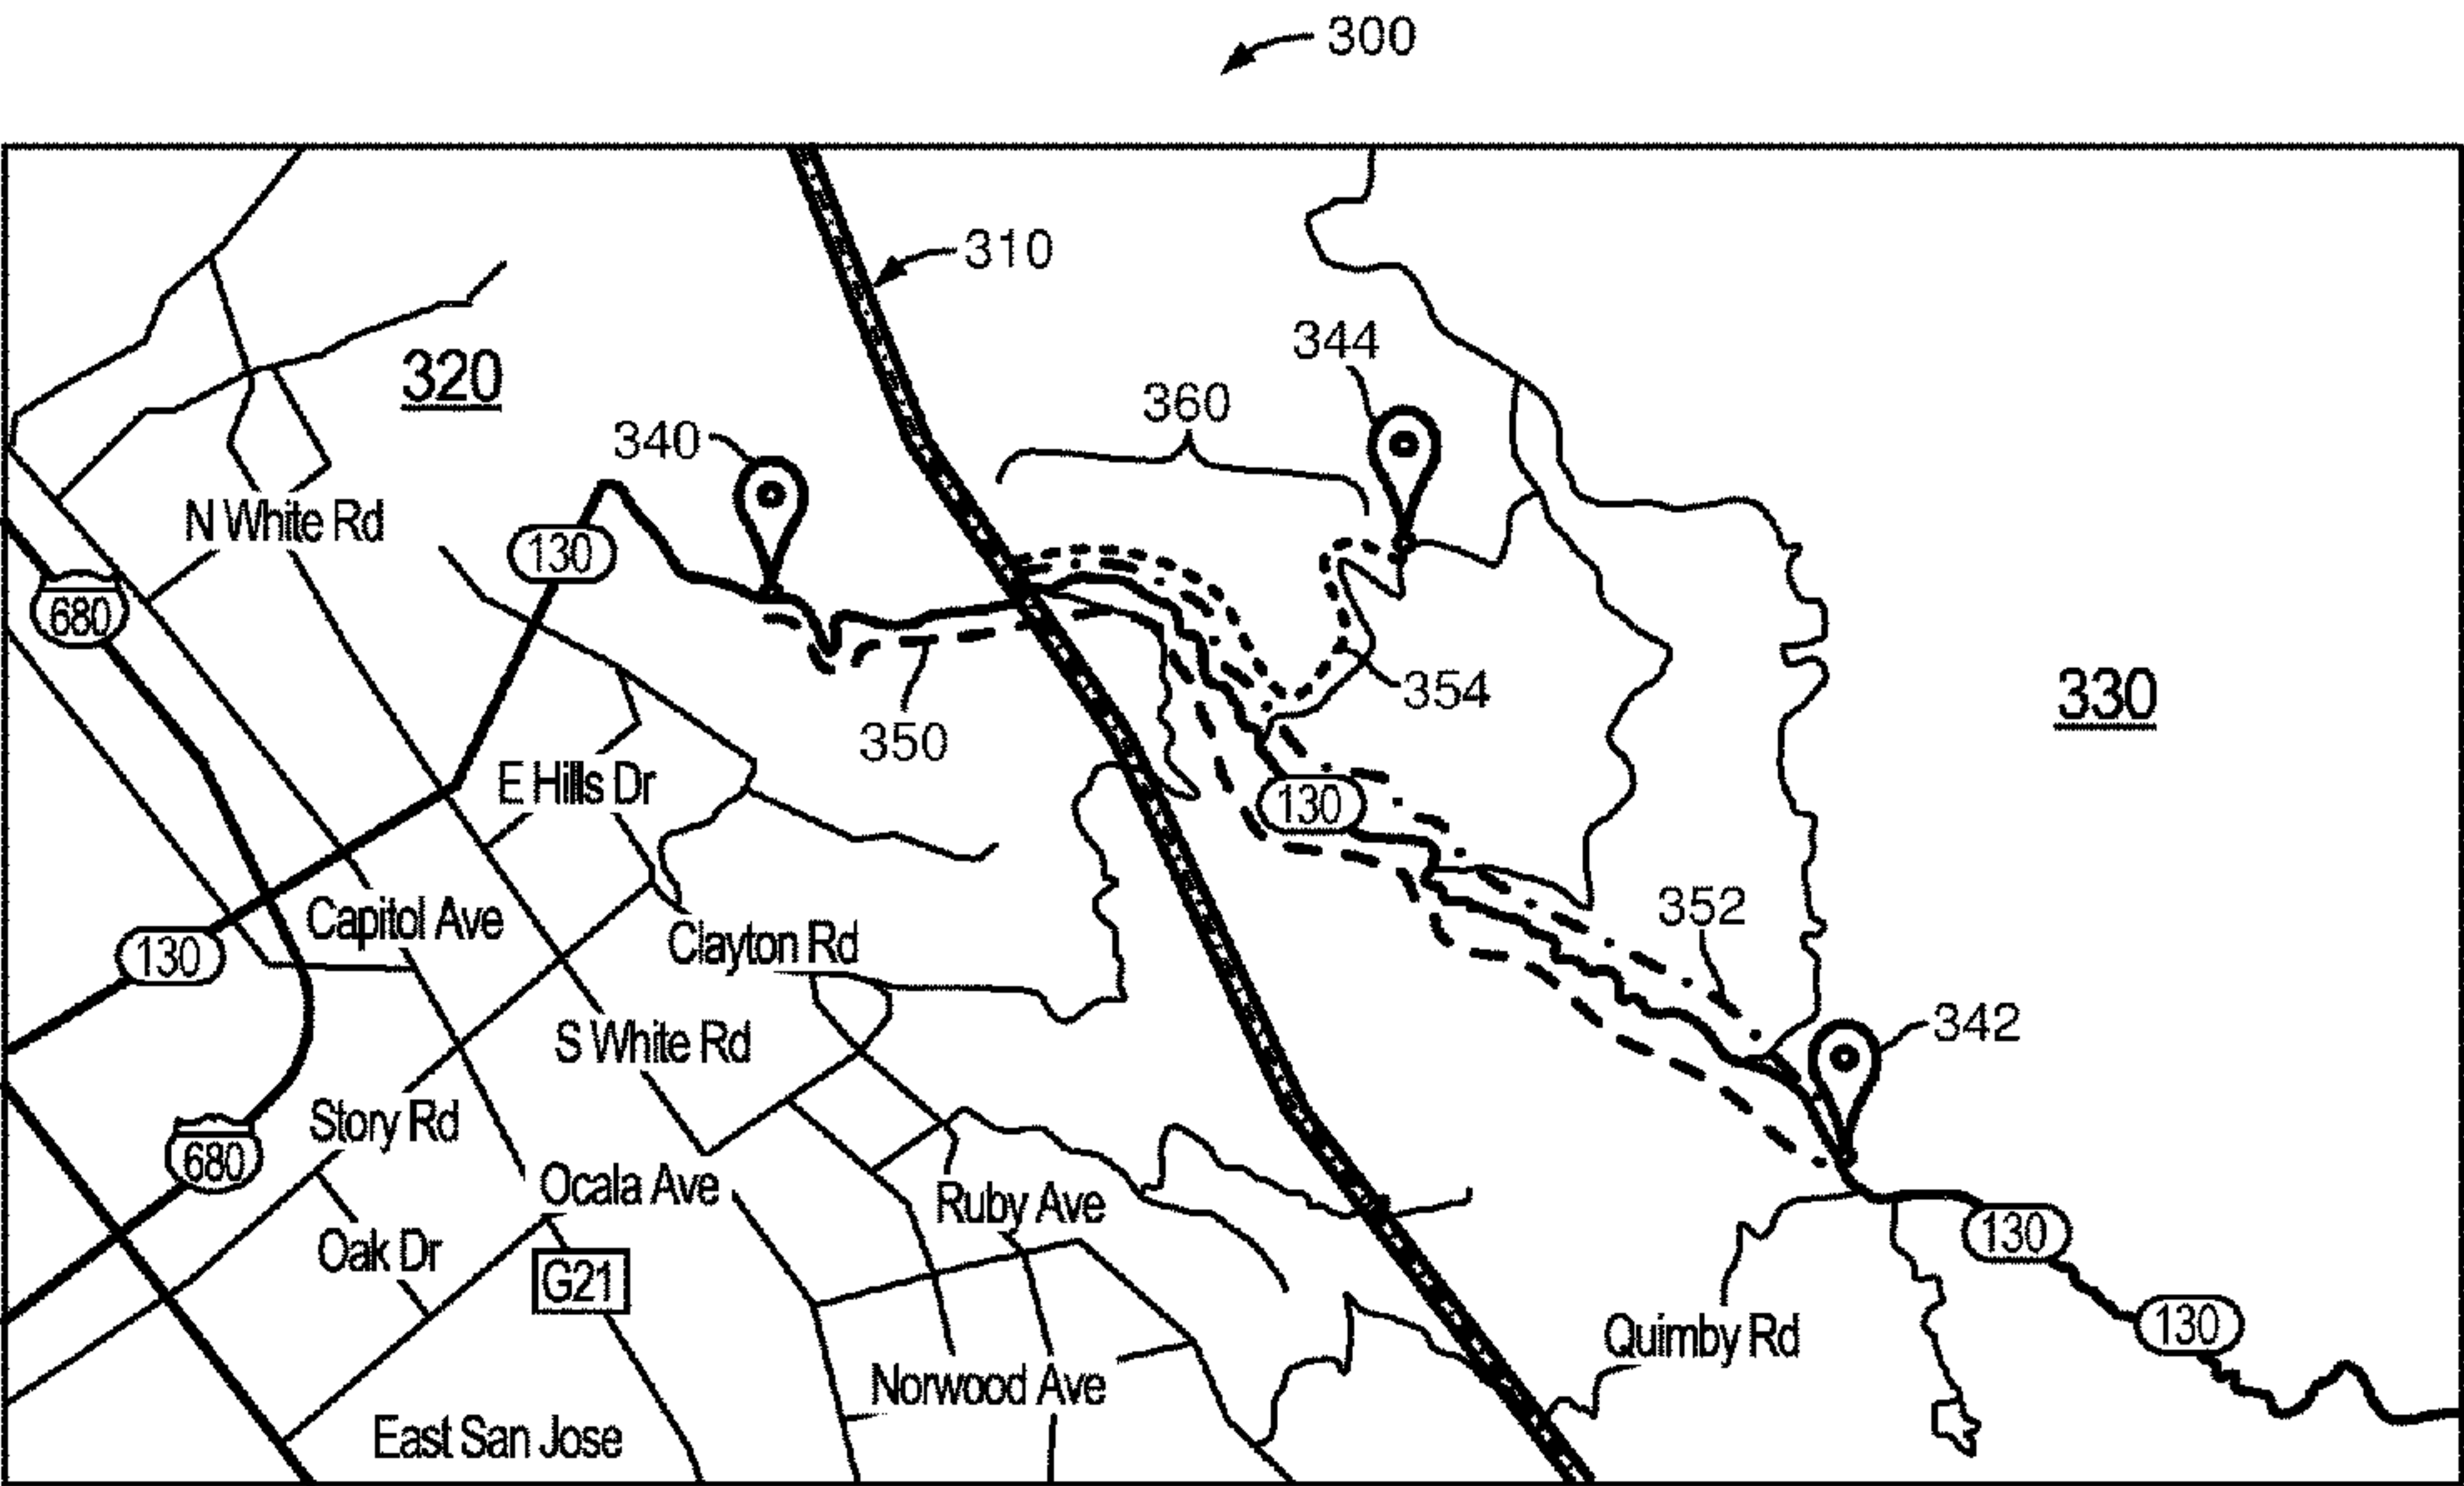 300
310
344
320
360
340
N White Rd
130
680
354
330
350
E Hills Dr
130
352
Capitol Ave
Clayton Rd
130
342
S White Rd
Story Rd
680
Ocala Ave
Ruby Ave
130
Oak Dr
G21
130
Quimby Rd
Norwood Ave
East San Jose